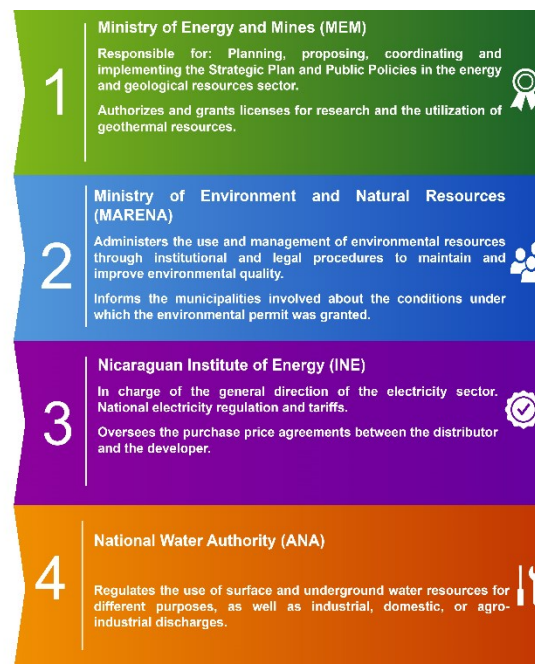 Ministry of Energy and Mines (MEM)
Responsible for: Planning, proposing, coordinating and
implementing the Strategic Plan and Public Policies in the energy
and geological resources sector.
Authorizes and grants licenses for research and the utilization of
geothermal resources.
1
Ministry of Environment and Natural Resources
(MARENA)
Administers the use and management of environmental resources
through institutional and legal procedures to maintain and
improve environmental quality.
Informs the municipalities involved about the conditions under
which the environmental permit was granted.
2
Nicaraguan Institute of Energy (INE)
In charge of the general direction of the electricity sector.
National electricity regulation and tariffs.
Oversees the purchase price agreements between the distributor
and the developer.
3
National Water Authority (ANA)
Regulates the use of surface and underground water resources for
different purposes, as well as industrial, domestic, or agro-
industrial discharges.
4